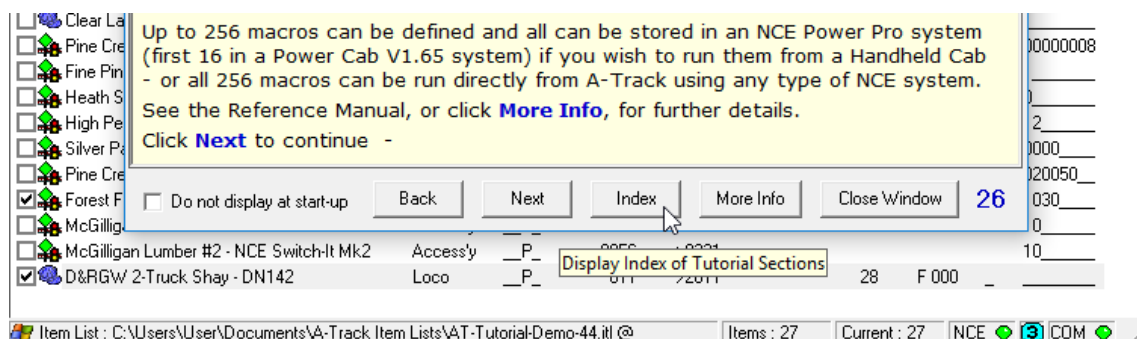 Clear La
Up to 256 macros can be defined and all can be stored in an NCE Power Pro system
Pine Cre
00000008
(first 16 in a Power Cab V1.65 system) if you wish to run them from a Handheld Cab
Fine Pin
- or all 256 macros can be run directly from A-Track using any type of NCE system.
Heath S
See the Reference Manual, or click More Info, for further details.
High Pe
2
Click Next to continue -
Silver Pa
0000
Pine Cre
020050
Forest F
Do not display at start-up Back Next Index More Info Close Window 26
030
McGillig
0
McGilligan Lumber #2 - NCE Switch-It Mk2 Access'y __P_
10
Display Index of Tutorial Sections
D&RGW 2-Truck Shay - DN142 Loco __P_ 28 F 000 _
Item List : C:\Users\User\Documents\A-Track Item Lists\AT-Tutorial-Demo-44.itl @ Items : 27 Current : 27 NCE 3 COM